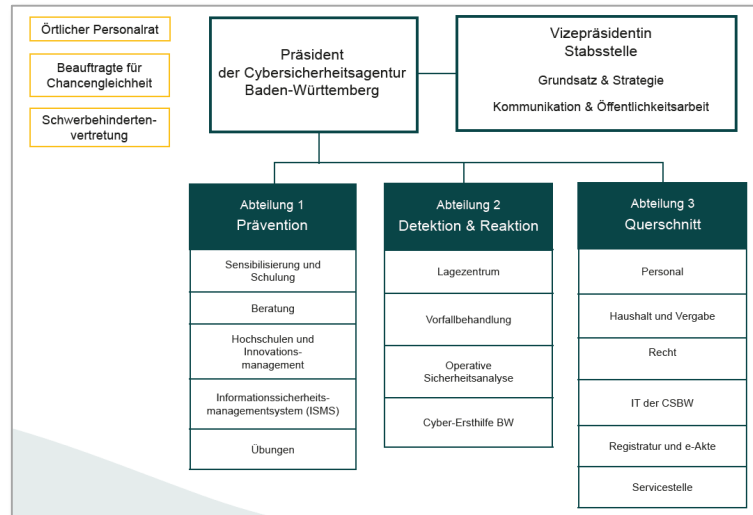 Örtlicher Personalrat
Beauftragte für
Chancengleichheit
Schwerbehinderten-
vertretung
Präsident
der Cybersicherheitsagentur
Baden-Württemberg
Vizepräsidentin
Stabsstelle
Grundsatz & Strategie
Kommunikation & Öffentlichkeitsarbeit
Abteilung 1
Prävention
Sensibilisierung und
Schulung
Beratung
Hochschulen und
Innovations-
management
Informationssicherheits-
managementsystem (ISMS)
Übungen
Abteilung 2
Detektion & Reaktion
Lagezentrum
Vorfallbehandlung
Operative
Sicherheitsanalyse
Cyber-Ersthilfe BW
Abteilung 3
Querschnitt
Personal
Haushalt und Vergabe
Recht
IT der CSBW
Registratur und e-Akte
Servicestelle